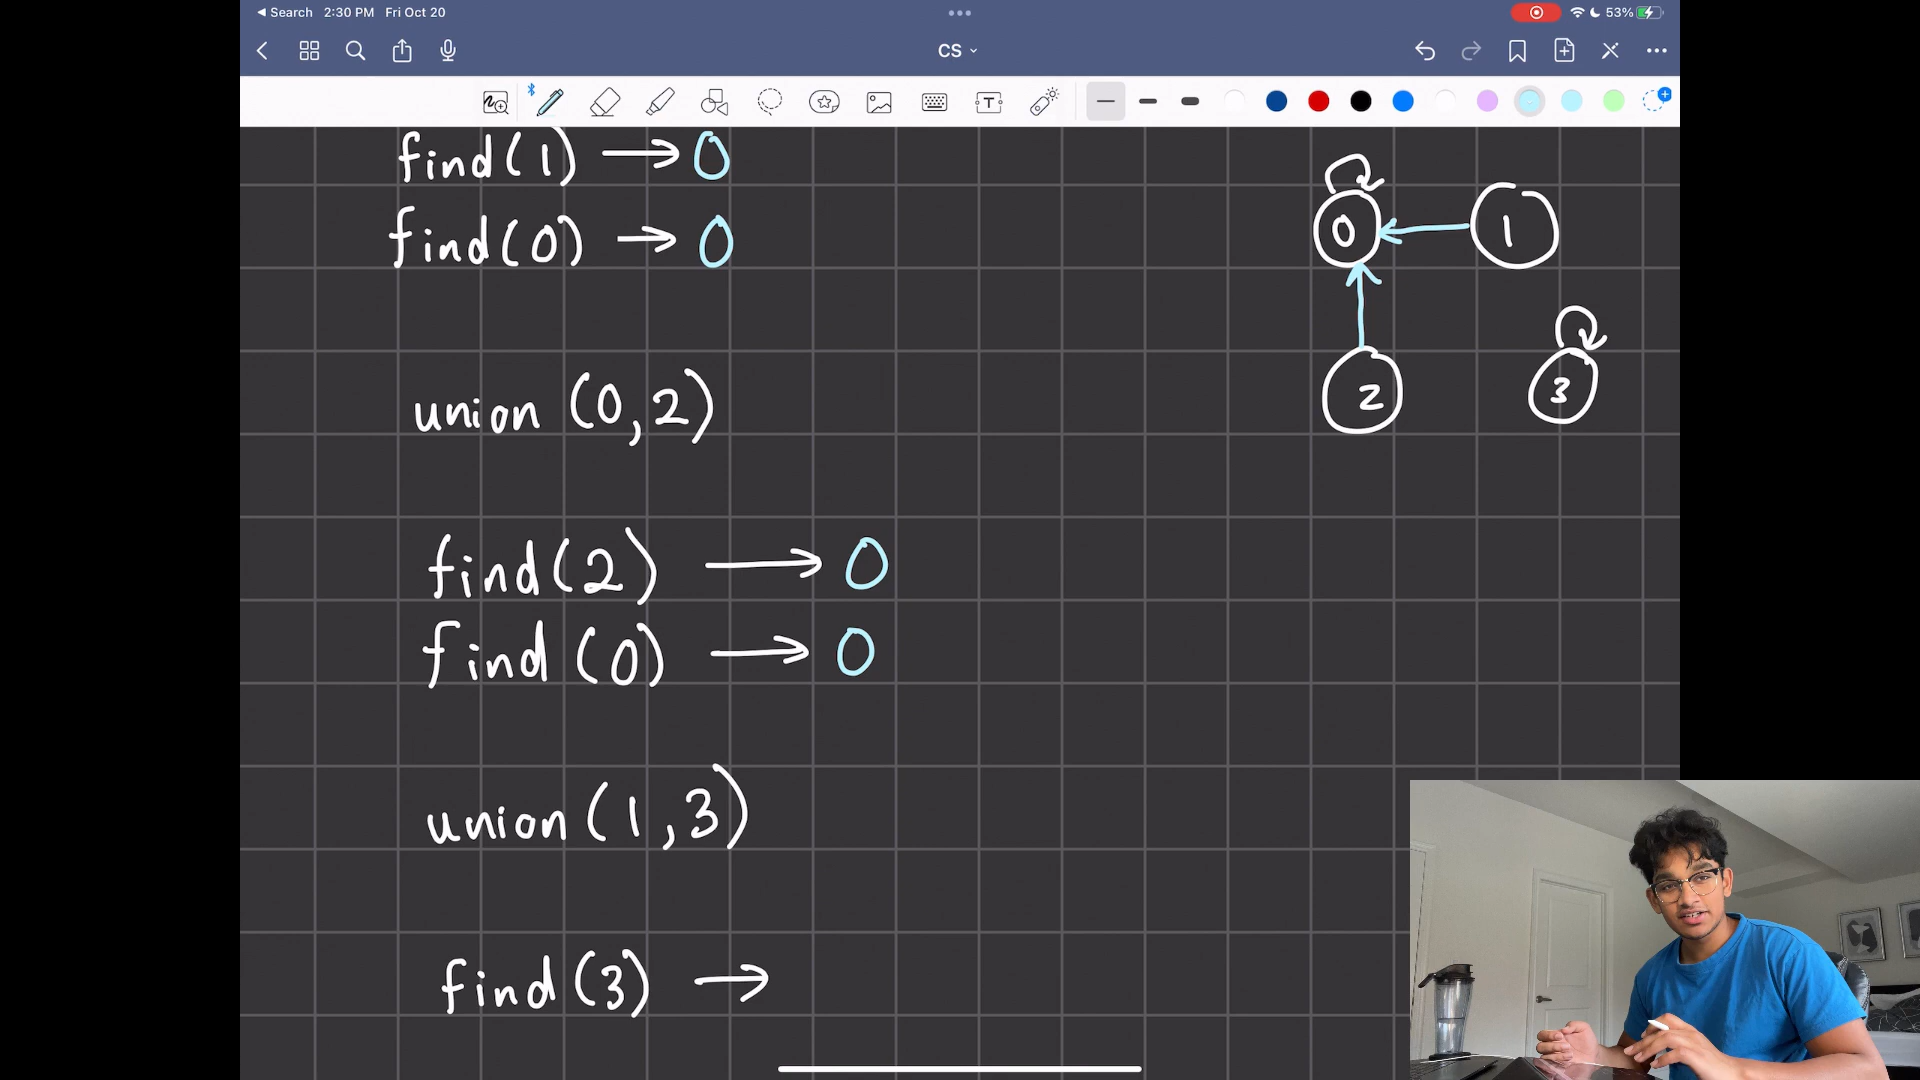 Search 2:30 PM Fri Oct 20
53%
CS
T
find(1) → 0
find(0) → 0
0
1
2
3
union (0,2)
find(2) → 0
find (0) → 0
union (1,3)
find (3) →